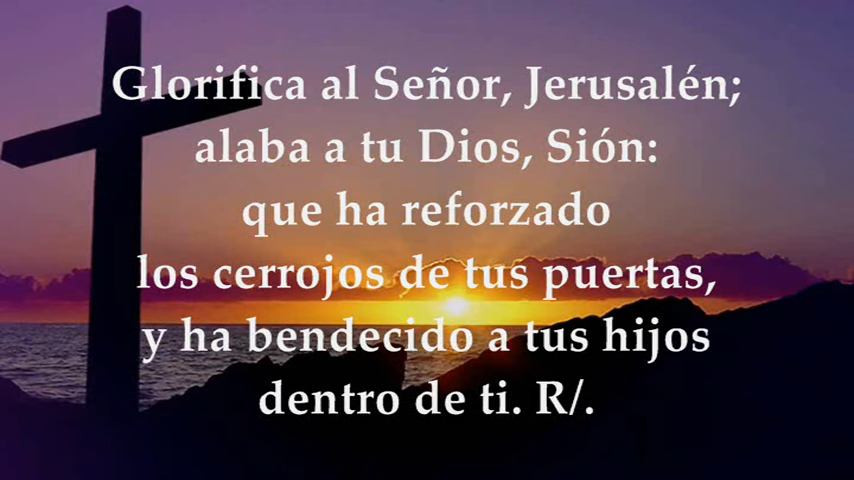 Glorifica al Señor, Jerusalén;
alaba a tu Dios, Sión:
que ha reforzado
los cerrojos de tus puertas,
y ha bendecido a tus hijos
dentro de ti. R/.